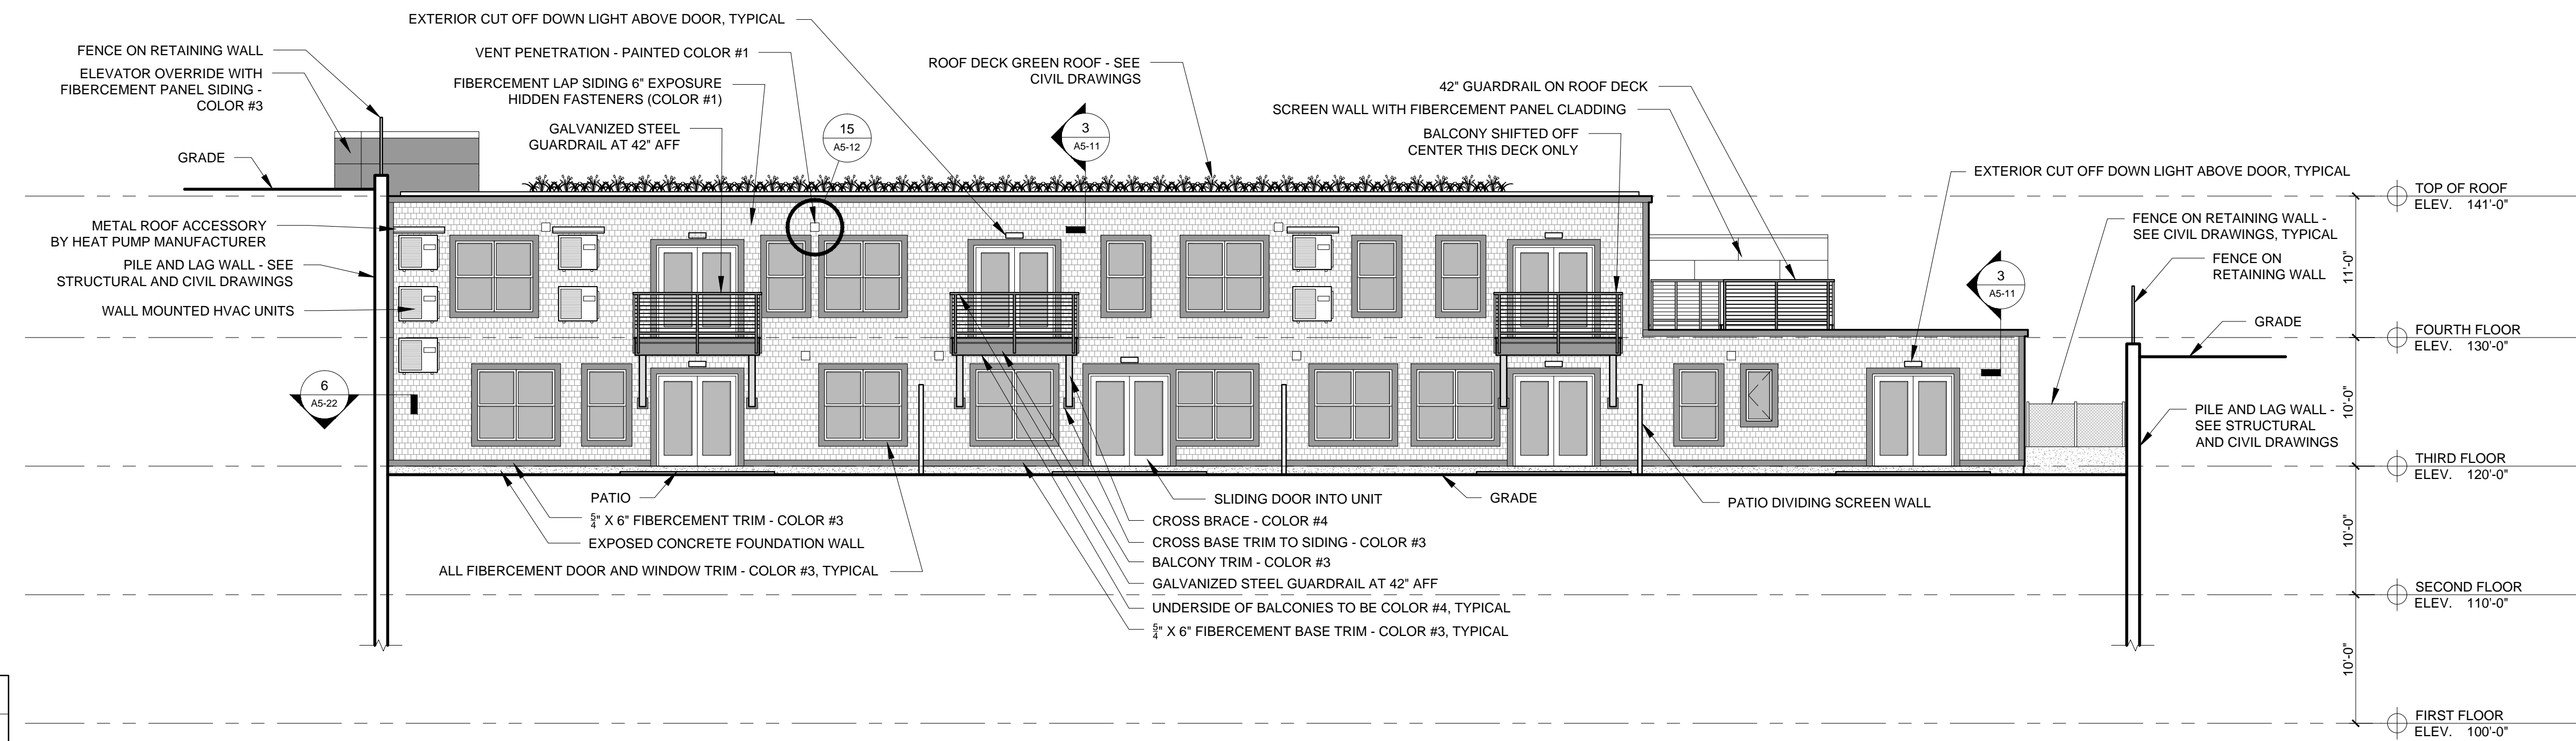 EXTERIOR CUT OFF DOWN LIGHT ABOVE DOOR, TYPICAL
FENCE ON RETAINING WALL
VENT PENETRATION - PAINTED COLOR #1
ELEVATOR OVERRIDE WITH
FIBERCEMENT PANEL SIDING -
COLOR #3
FIBERCEMENT LAP SIDING 6" EXPOSURE
HIDDEN FASTENERS (COLOR #1)
ROOF DECK GREEN ROOF - SEE
CIVIL DRAWINGS
42" GUARDRAIL ON ROOF DECK
SCREEN WALL WITH FIBERCEMENT PANEL CLADDING
GALVANIZED STEEL
GUARDRAIL AT 42" AFF
15
A5-12
3
A5-11
BALCONY SHIFTED OFF
CENTER THIS DECK ONLY
GRADE
EXTERIOR CUT OFF DOWN LIGHT ABOVE DOOR, TYPICAL
TOP OF ROOF
ELEV. 141'-0"
METAL ROOF ACCESSORY
BY HEAT PUMP MANUFACTURER
FENCE ON RETAINING WALL -
SEE CIVIL DRAWINGS, TYPICAL
PILE AND LAG WALL - SEE
STRUCTURAL AND CIVIL DRAWINGS
FENCE ON
RETAINING WALL
11'-0"
3
A5-11
WALL MOUNTED HVAC UNITS
GRADE
FOURTH FLOOR
ELEV. 130'-0"
6
A5-22
10'-0"
PILE AND LAG WALL -
SEE STRUCTURAL
AND CIVIL DRAWINGS
THIRD FLOOR
ELEV. 120'-0"
PATIO
SLIDING DOOR INTO UNIT
GRADE
PATIO DIVIDING SCREEN WALL
5/4" X 6" FIBERCEMENT TRIM - COLOR #3
CROSS BRACE - COLOR #4
EXPOSED CONCRETE FOUNDATION WALL
CROSS BASE TRIM TO SIDING - COLOR #3
10'-0"
BALCONY TRIM - COLOR #3
ALL FIBERCEMENT DOOR AND WINDOW TRIM - COLOR #3, TYPICAL
GALVANIZED STEEL GUARDRAIL AT 42" AFF
SECOND FLOOR
ELEV. 110'-0"
UNDERSIDE OF BALCONIES TO BE COLOR #4, TYPICAL
5/4" X 6" FIBERCEMENT BASE TRIM - COLOR #3, TYPICAL
10'-0"
FIRST FLOOR
ELEV. 100'-0"